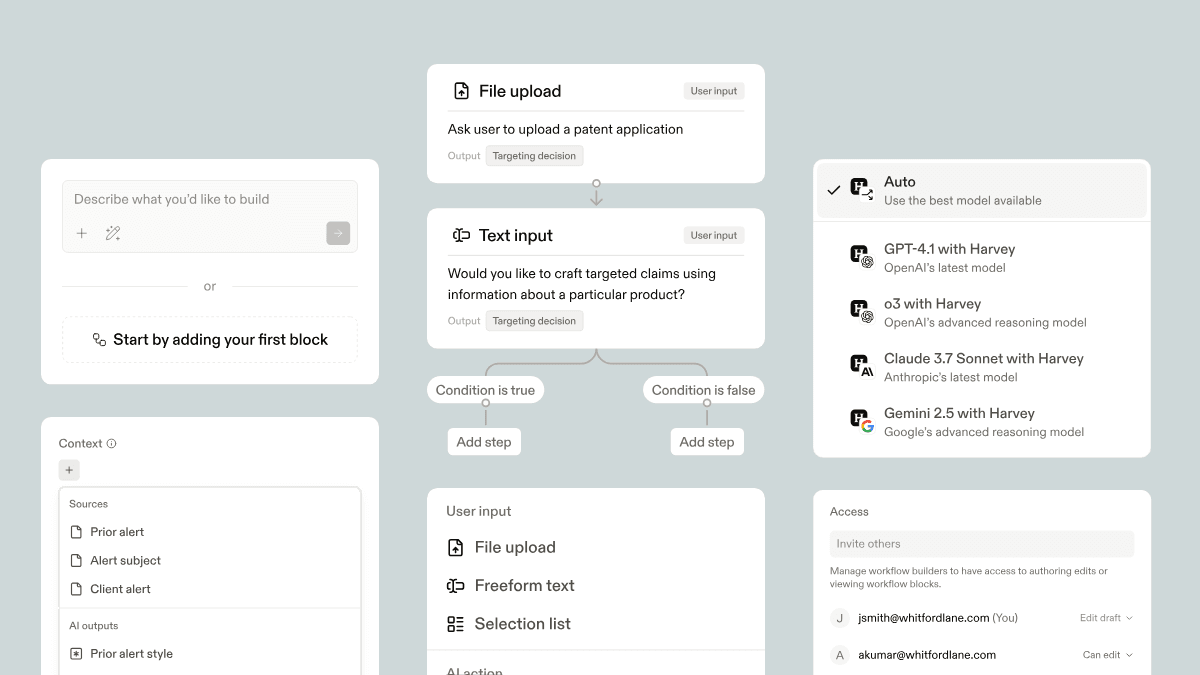 Describe what you’d like to build
or
Start by adding your first block
Context
Sources
Prior alert
Alert subject
Client alert
AI outputs
Prior alert style
File upload
User input
Ask user to upload a patent application
Output
Targeting decision
Text input
User input
Would you like to craft targeted claims using
information about a particular product?
Output
Targeting decision
Condition is true
Condition is false
Add step
Add step
User input
File upload
Freeform text
Selection list
AI action
Auto
Use the best model available
GPT-4.1 with Harvey
OpenAI’s latest model
o3 with Harvey
OpenAI’s advanced reasoning model
Claude 3.7 Sonnet with Harvey
Anthropic’s latest model
Gemini 2.5 with Harvey
Google’s advanced reasoning model
Access
Invite others
Manage workflow builders to have access to authoring edits or
viewing workflow blocks.
J
jsmith@whitfordlane.com (You)
Edit draft
A
akumar@whitfordlane.com
Can edit